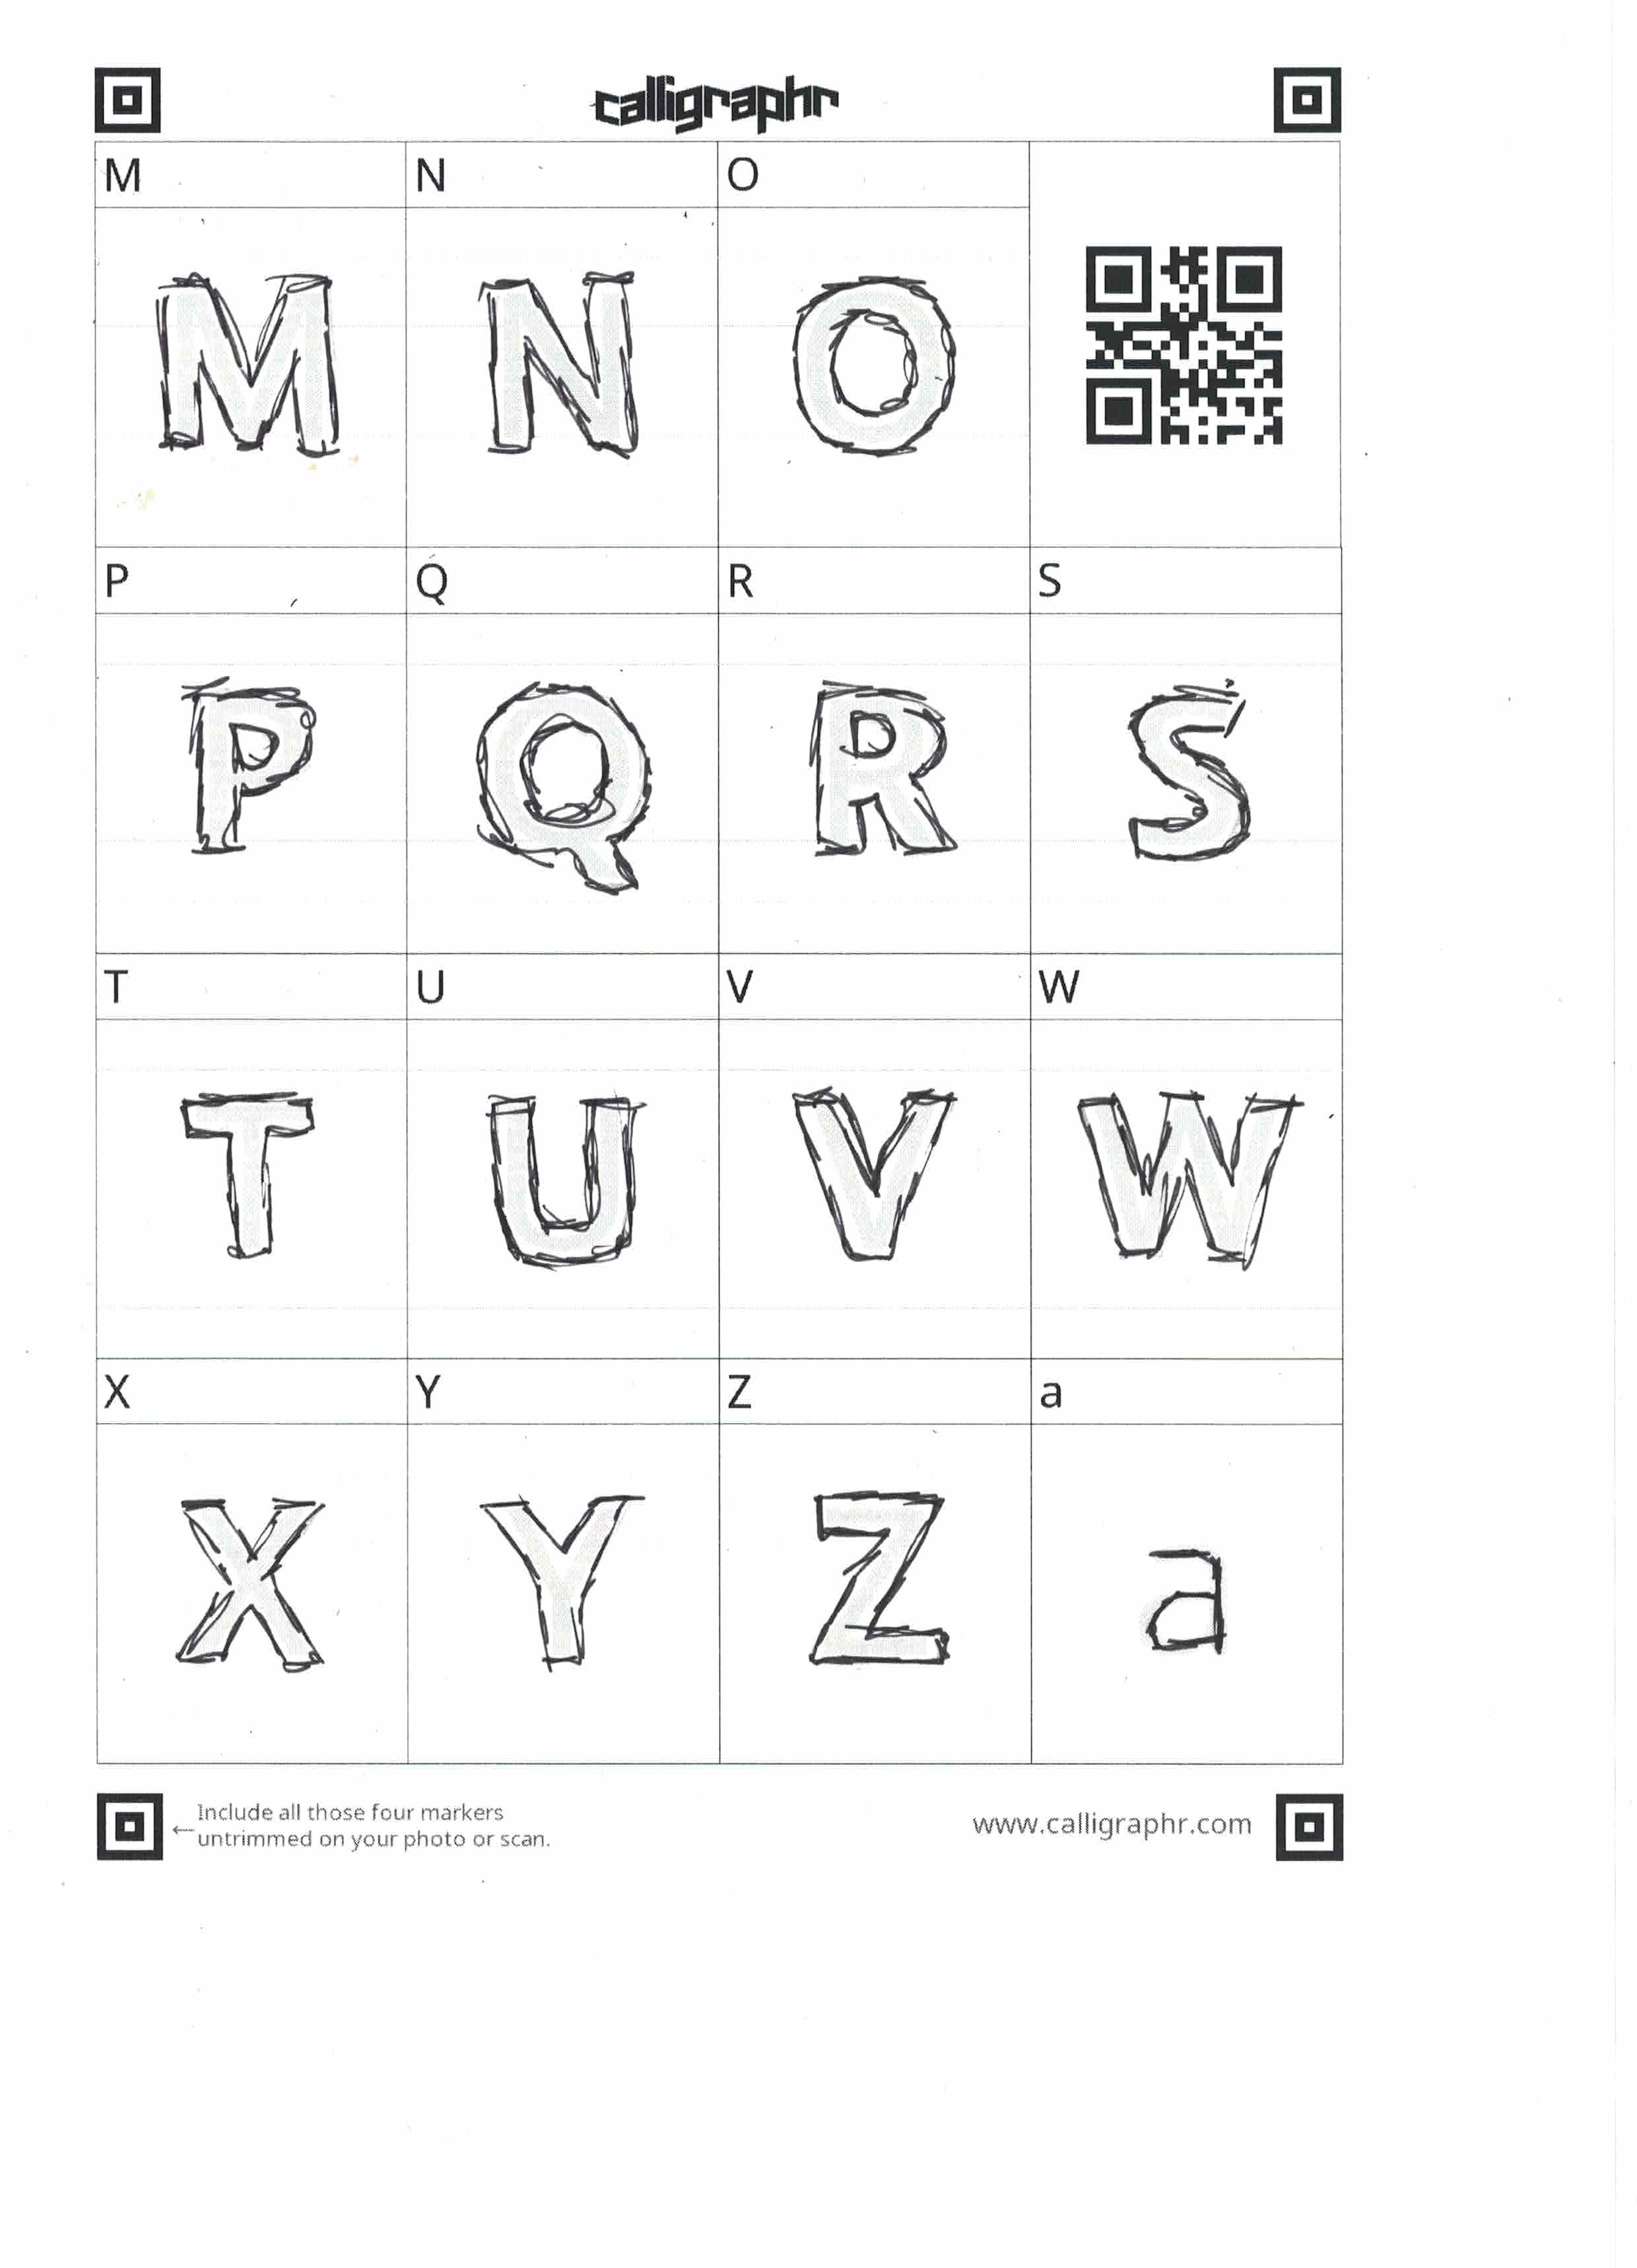 calligraphr
M N O
M N O
P Q R S
P Q R S
T U V W
T U V W
X Y Z a
X Y Z a
←Include all those four markers
untrimmed on your photo or scan.
www.calligraphr.com